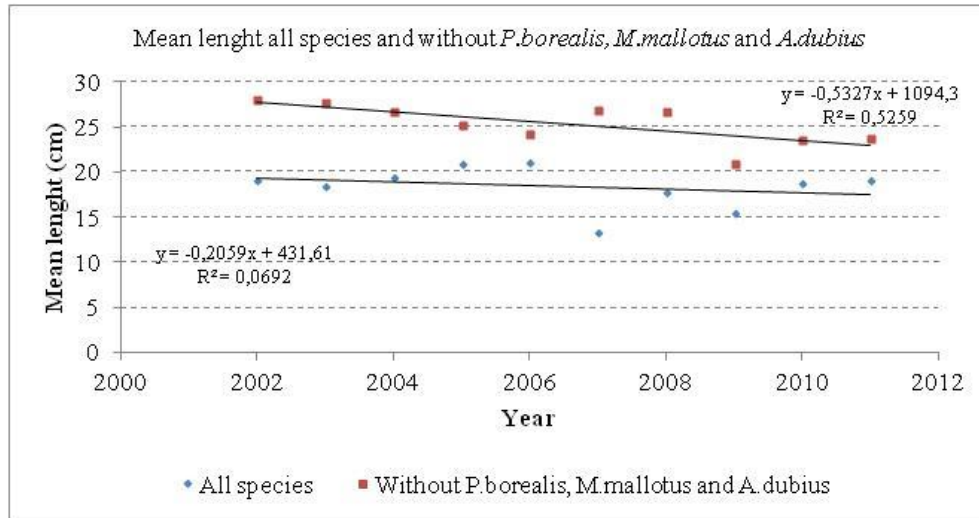 Mean lenght all species and without P.borealis, M.mallotus and A.dubius
30
25
20
15
10
5
0
Mean lenght (cm)
y = -0,5327x + 1094,3
R² = 0,5259
y = -0,2059x + 431,61
R² = 0,0692
2000 2002 2004 2006 2008 2010 2012
Year
All species Without P.borealis, M.mallotus and A.dubius